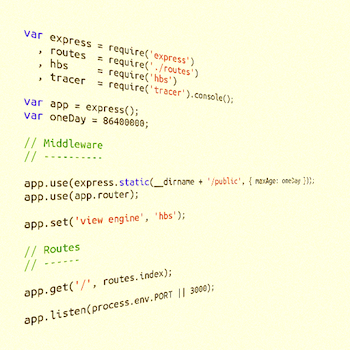 var express = require('express')
  , routes = require('./routes')
  , hbs = require('hbs')
  , tracer = require('tracer').console();
var app = express();
var oneDay = 86400000;
// Middleware
// ----------
app.use(express.static(__dirname + '/public', { maxAge: oneDay }));
app.use(app.router);
app.set('view engine', 'hbs');
// Routes
// ------
app.get('/', routes.index);
app.listen(process.env.PORT || 3000);